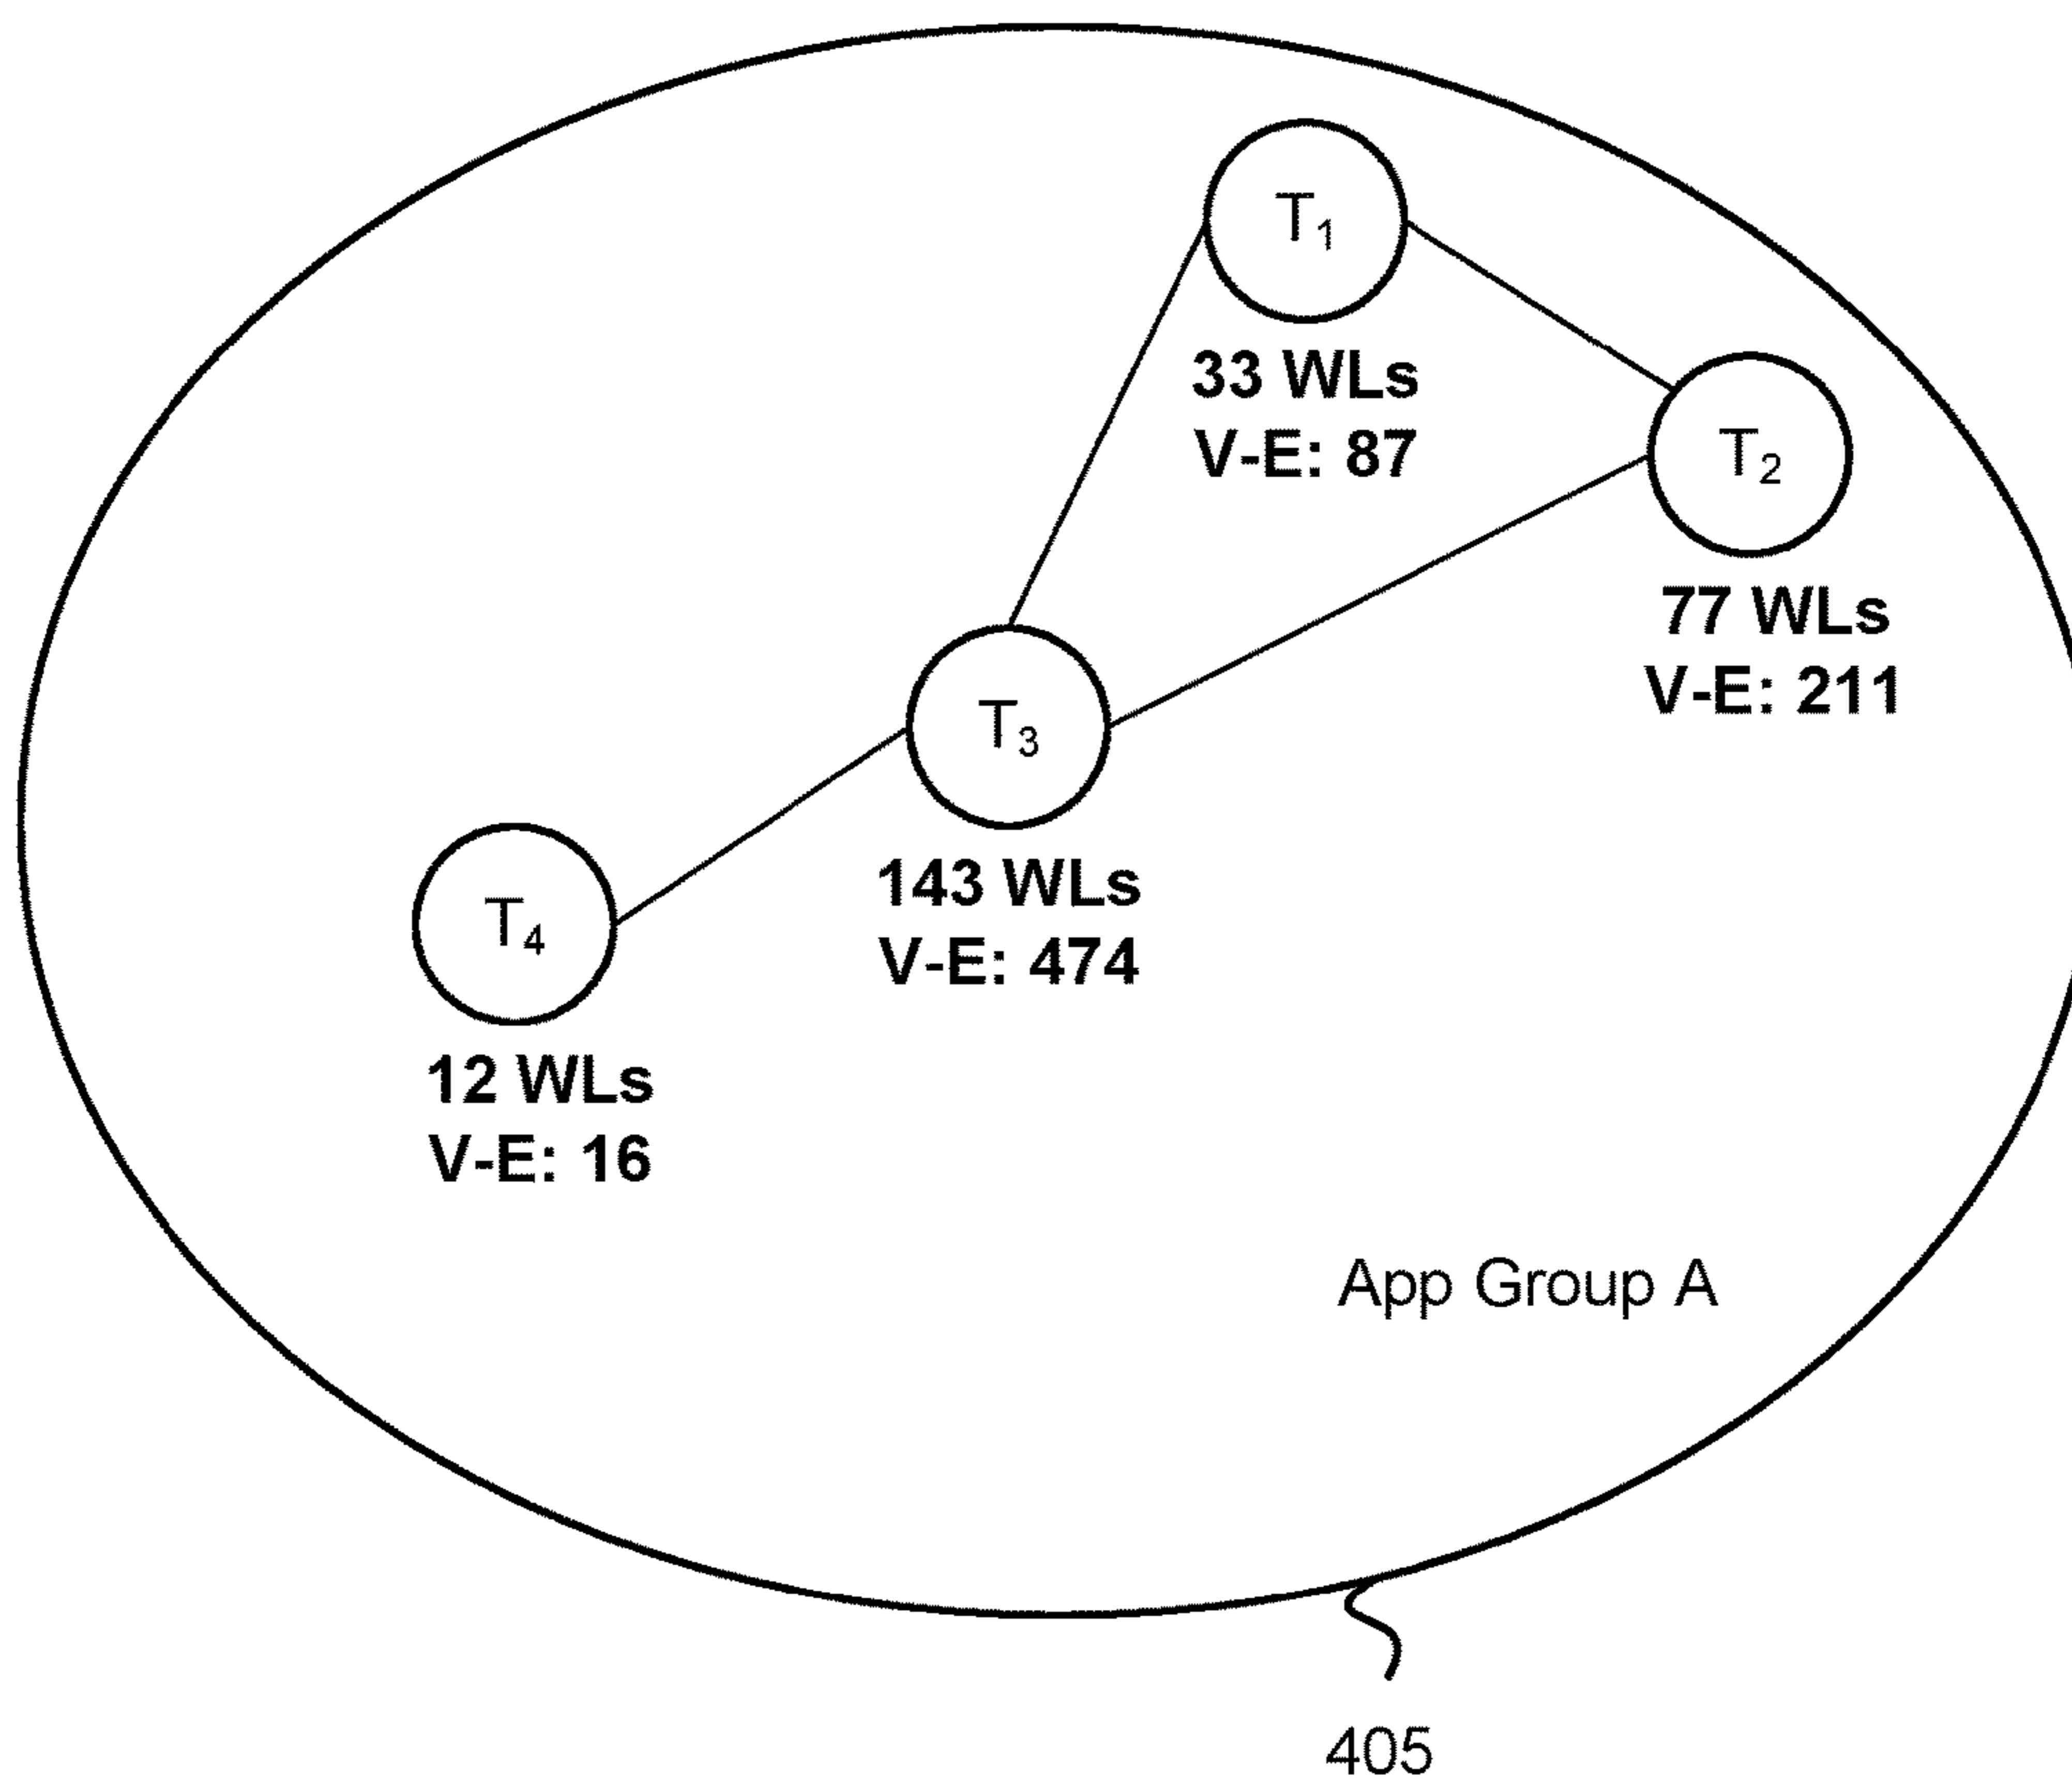 T1
33 WLs
V-E: 87
T2
77 WLs
V-E: 211
T3
143 WLs
V-E: 474
T4
12 WLs
V-E: 16
App Group A
405